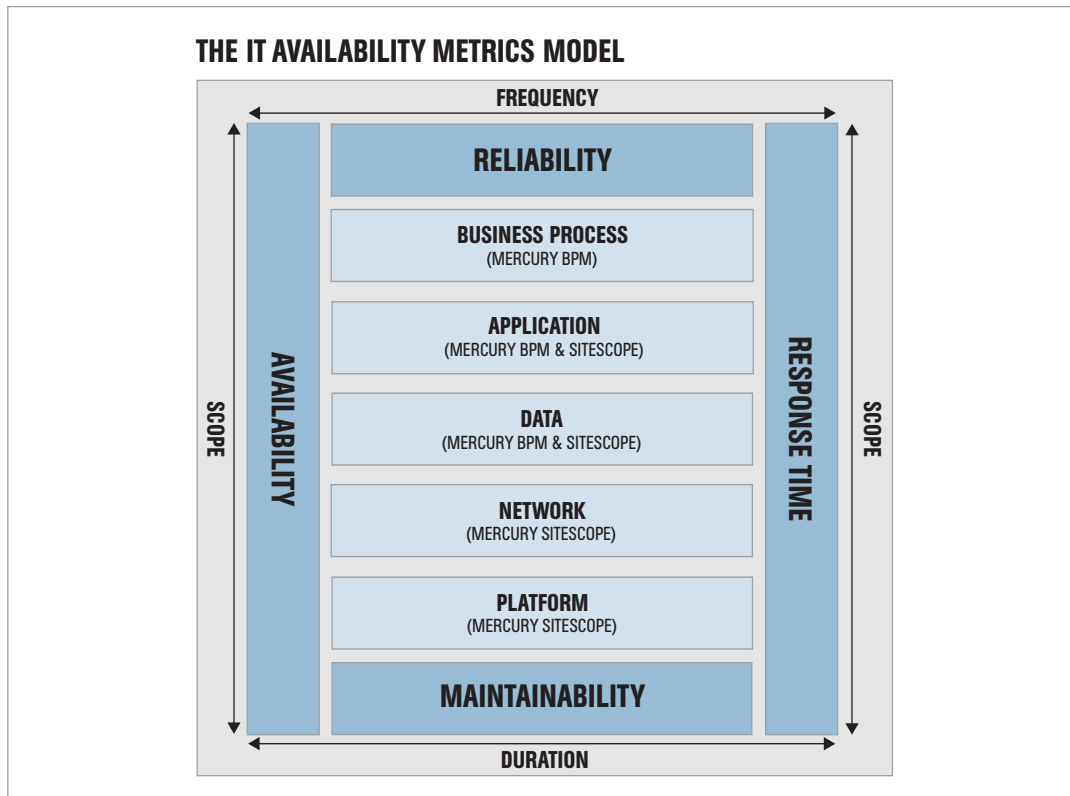 THE IT AVAILABILITY METRICS MODEL
FREQUENCY
RELIABILITY
BUSINESS PROCESS
(MERCURY BPM)
APPLICATION
(MERCURY BPM & SITESCOPE)
DATA
(MERCURY BPM & SITESCOPE)
NETWORK
(MERCURY SITESCOPE)
PLATFORM
(MERCURY SITESCOPE)
MAINTAINABILITY
SCOPE
AVAILABILITY
RESPONSE TIME
SCOPE
DURATION